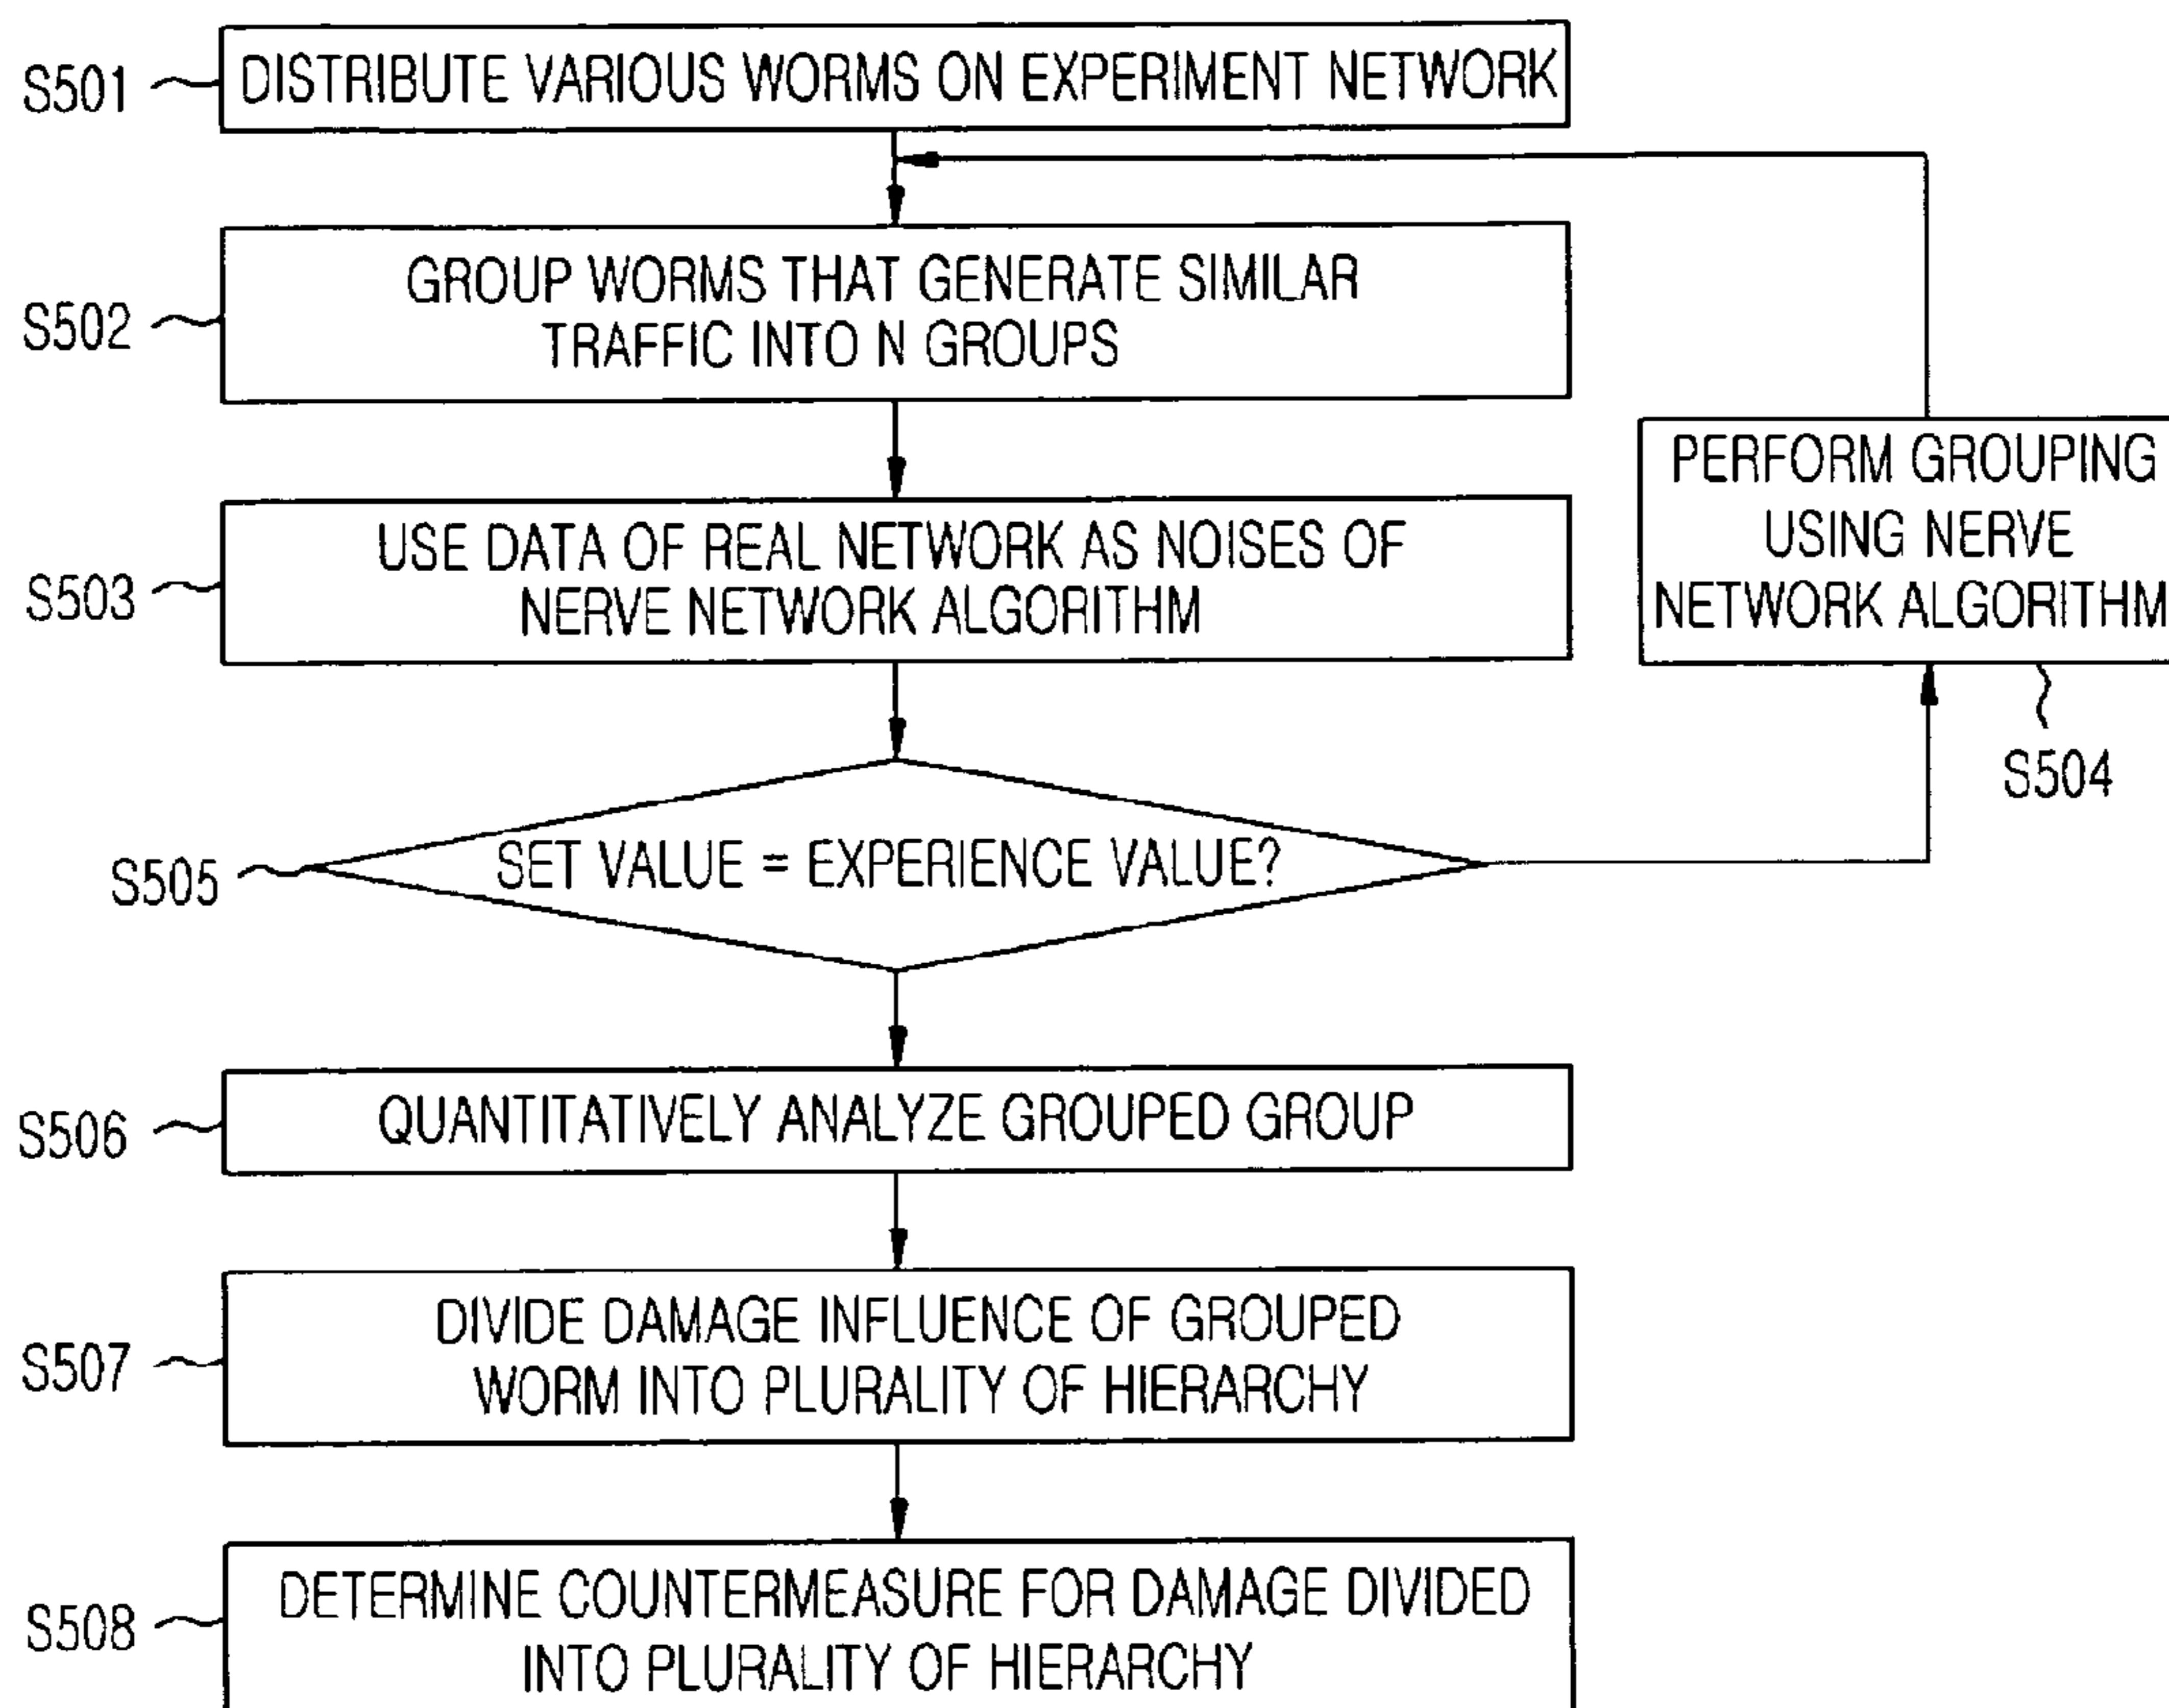 S501
DISTRIBUTE VARIOUS WORMS ON EXPERIMENT NETWORK
S502
GROUP WORMS THAT GENERATE SIMILAR
TRAFFIC INTO N GROUPS
S503
USE DATA OF REAL NETWORK AS NOISES OF
NERVE NETWORK ALGORITHM
PERFORM GROUPING
USING NERVE
NETWORK ALGORITHM
S504
S505
SET VALUE = EXPERIENCE VALUE?
S506
QUANTITATIVELY ANALYZE GROUPED GROUP
S507
DIVIDE DAMAGE INFLUENCE OF GROUPED
WORM INTO PLURALITY OF HIERARCHY
S508
DETERMINE COUNTERMEASURE FOR DAMAGE DIVIDED
INTO PLURALITY OF HIERARCHY